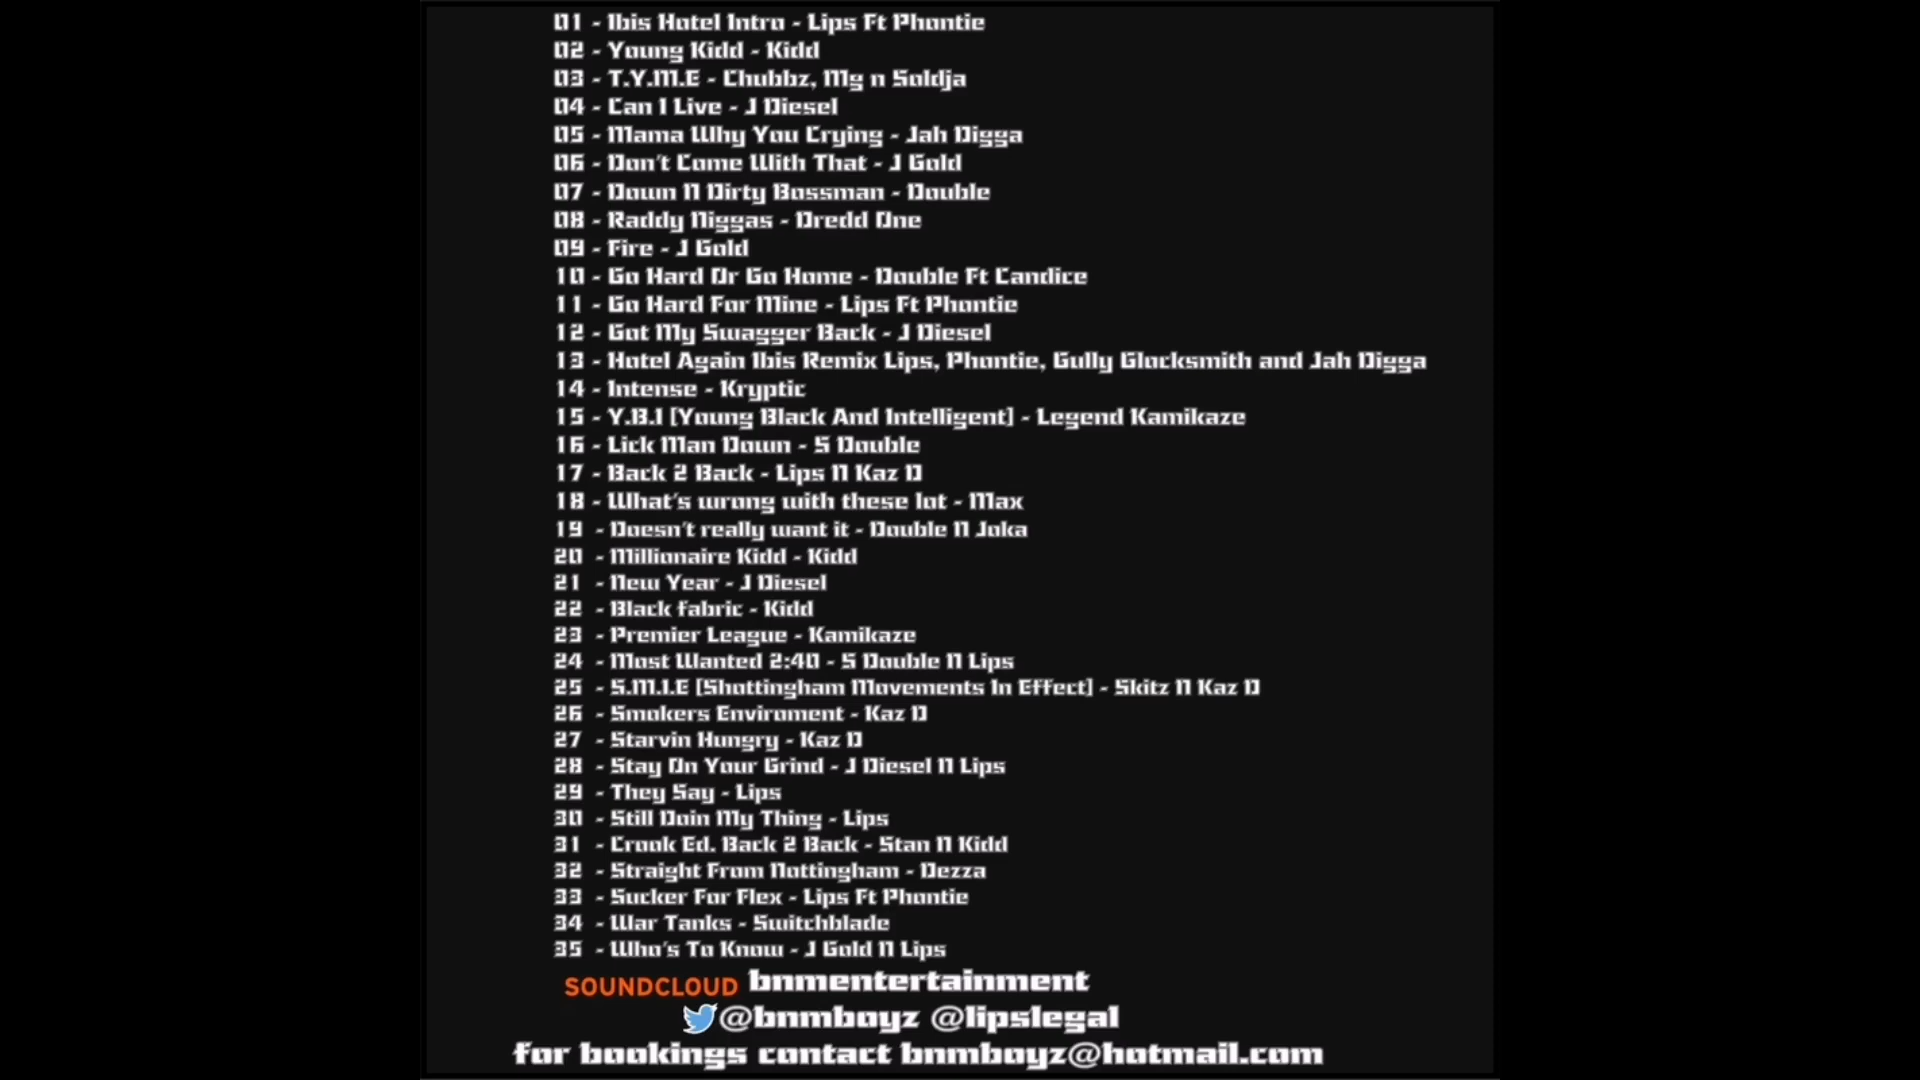 01 - Ibis Hotel Intro - Lips Ft Phontie
02 - Young Kidd - Kidd
03 - T.Y.M.E - Chubbz, Mg n Soldja
04 - Can I Live - J Diesel
05 - Mama Why You Crying - Jah Digga
06 - Don't Come With That - J Gold
07 - Down N Dirty Bossman - Double
08 - Raddy Niggas - Dredd One
09 - Fire - J Gold
10 - Go Hard Or Go Home - Double Ft Candice
11 - Go Hard For Mine - Lips Ft Phontie
12 - Got My Swagger Back - J Diesel
13 - Hotel Again Ibis Remix Lips, Phontie, Gully Glocksmith and Jah Digga
14 - Intense - Kryptic
15 - Y.B.I [Young Black And Intelligent] - Legend Kamikaze
16 - Lick Man Down - S Double
17 - Back 2 Back - Lips N Kaz D
18 - What's wrong with these lot - Max
19 - Doesn't really want it - Double N Joka
20 - Millionaire Kidd - Kidd
21 - New Year - J Diesel
22 - Black fabric - Kidd
23 - Premier League - Kamikaze
24 - Most Wanted 2:40 - S Double N Lips
25 - S.M.I.E [Shottingham Movements In Effect] - Skitz N Kaz D
26 - Smokers Enviroment - Kaz D
27 - Starvin Hungry - Kaz D
28 - Stay On Your Grind - J Diesel N Lips
29 - They Say - Lips
30 - Still Doin My Thing - Lips
31 - Crook Ed. Back 2 Back - Stan N Kidd
32 - Straight From Nottingham - Dezza
33 - Sucker For Flex - Lips Ft Phontie
34 - War Tanks - Switchblade
35 - Who's To Know - J Gold N Lips
SOUNDCLOUD bnmentertainment
@bnmboyz @lipslegal
for bookings contact bnmboyz@hotmail.com